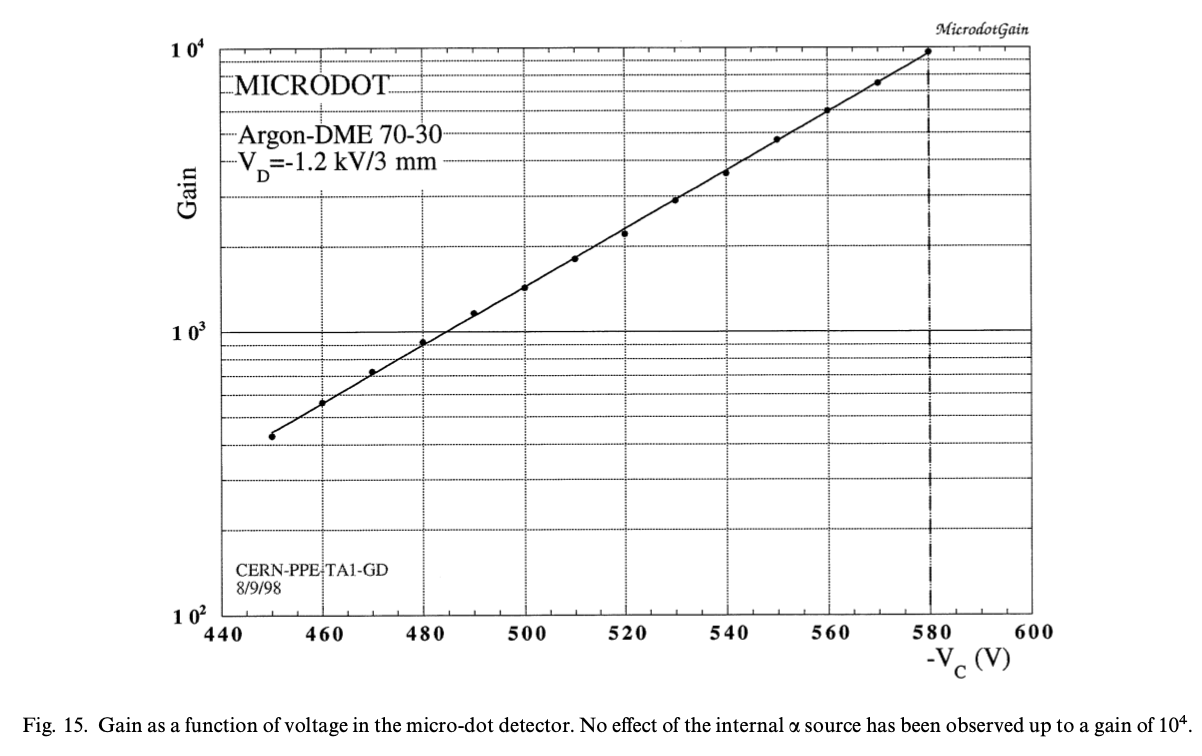 MicrodotGain
10⁴
MICRODOT
Argon-DME 70-30
V_D=-1.2 kV/3 mm
Gain
10³
CERN-PPE-TA1-GD
8/9/98
10²
440 460 480 500 520 540 560 580 600
-V_C (V)
Fig. 15. Gain as a function of voltage in the micro-dot detector. No effect of the internal α source has been observed up to a gain of 10⁴.